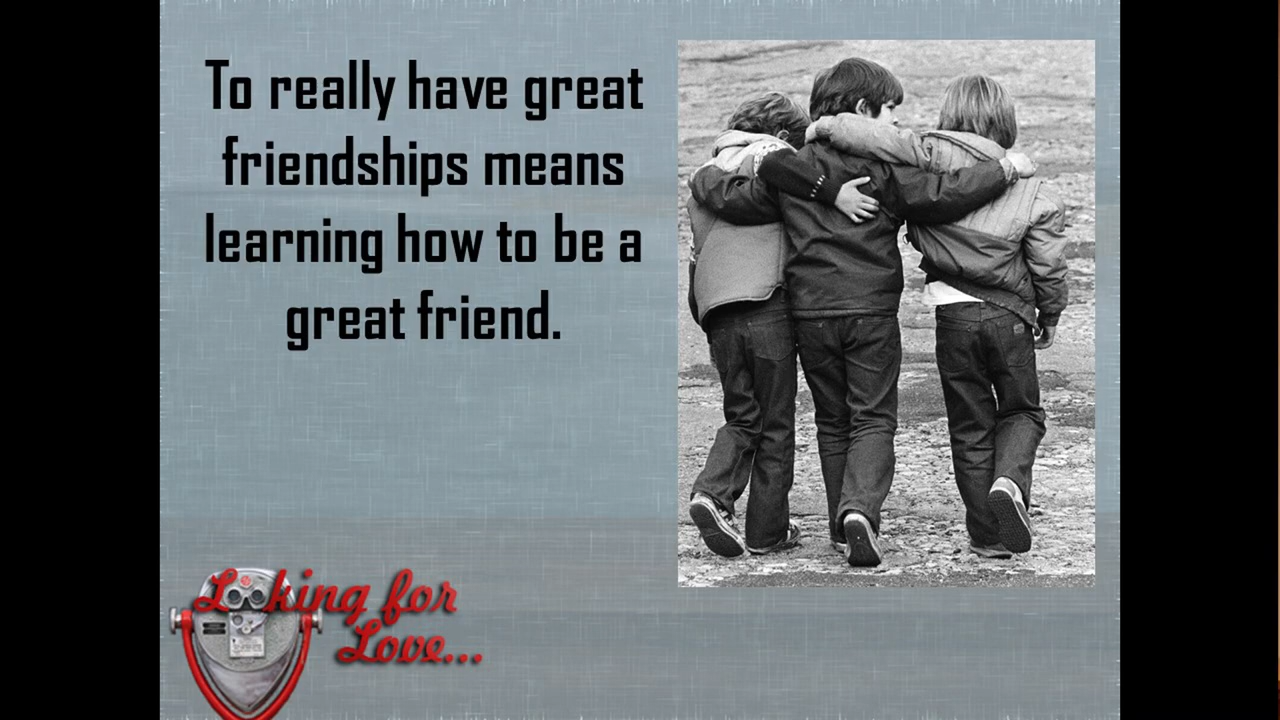 To really have great
friendships means
learning how to be a
great friend.
Looking for
Love...